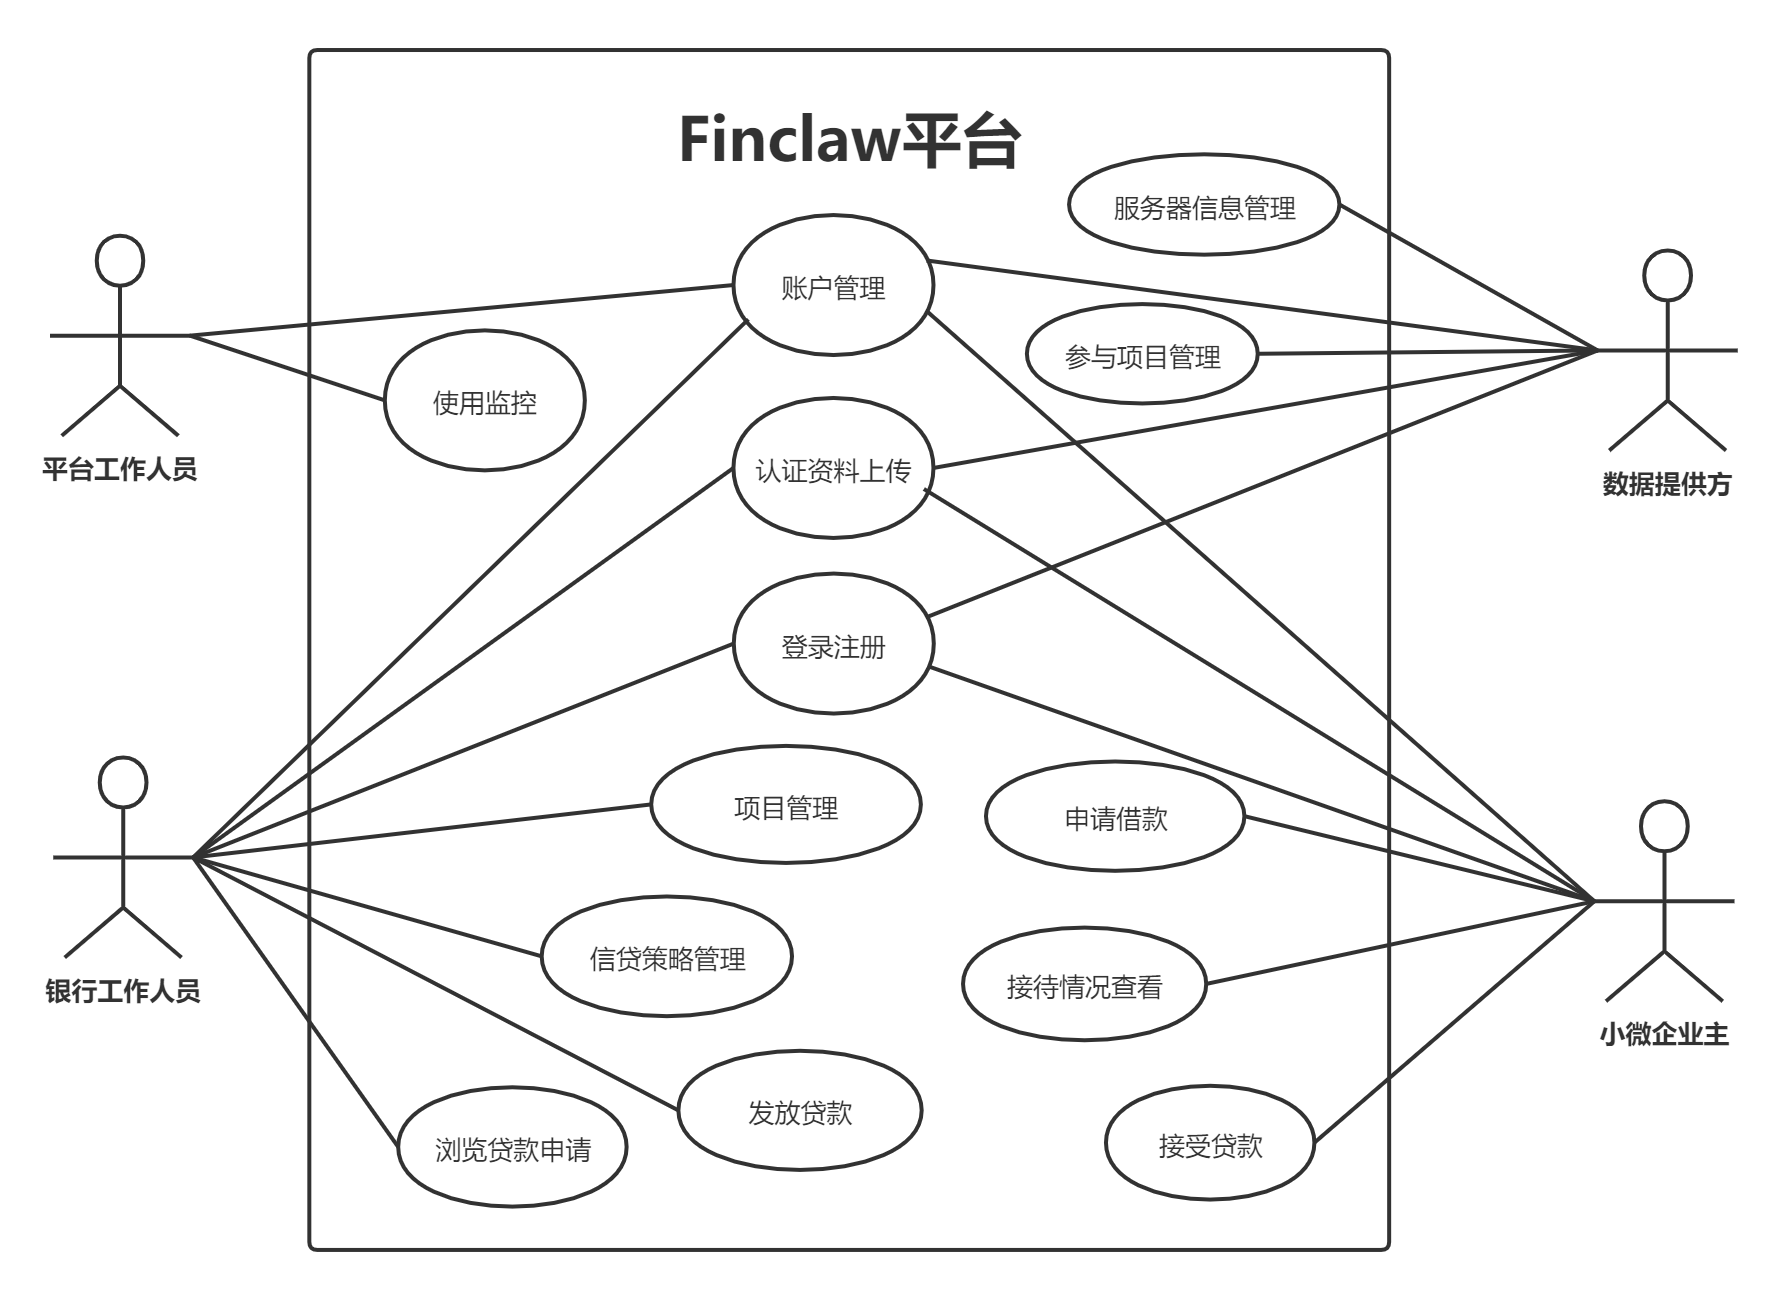 Finclaw平台
服务器信息管理
账户管理
参与项目管理
使用监控
平台工作人员
认证资料上传
数据提供方
登录注册
项目管理
申请借款
信贷策略管理
接待情况查看
银行工作人员
小微企业主
发放贷款
浏览贷款申请
接受贷款